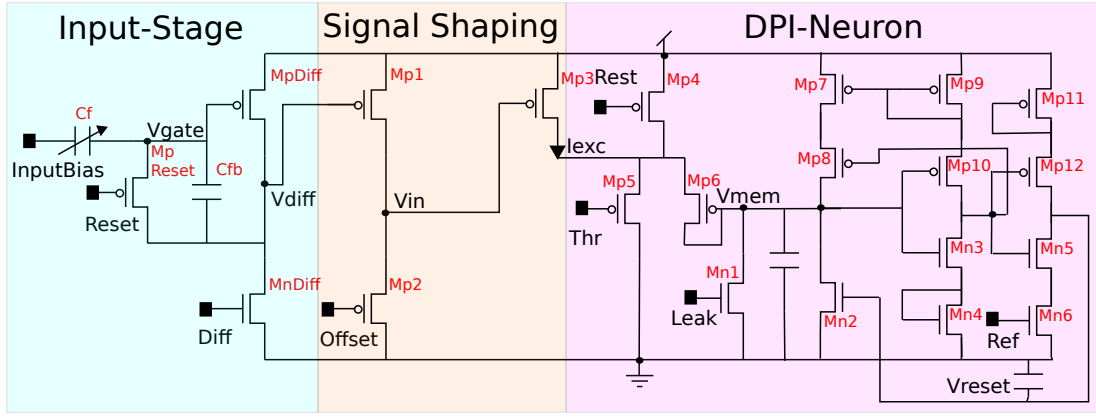 Input-Stage
Signal Shaping
DPI-Neuron
MpDiff
Mp1
Mp3
Rest
Mp4
Mp7
Mp9
Mp11
Cf
Vgate
InputBias
Mp
Reset
Cfb
Iexc
Mp8
Mp10
Mp12
Reset
Vdiff
Vin
Mp5
Mp6
Vmem
Thr
Mn3
Mn5
MnDiff
Mp2
Mn1
Diff
Offset
Leak
Mn2
Mn4
Ref
Mn6
Vreset